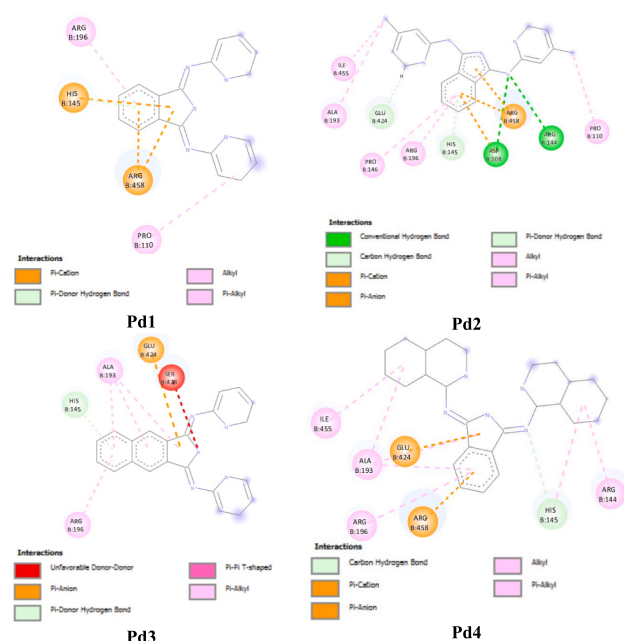 ARG
B:196
HIS
B:145
ARG
B:458
PRO
B:110
Interactions
Pi-Cation
Pi-Donor Hydrogen Bond
Alkyl
Pi-Alkyl
Pd1
ILE
B:455
ALA
B:193
GLU
B:424
H
PRO
B:146
ARG
B:196
HIS
B:145
ARG
B:458
B:108
ARG
B:144
PRO
B:110
Interactions
Conventional Hydrogen Bond
Carbon Hydrogen Bond
Pi-Cation
Pi-Anion
Pi-Donor Hydrogen Bond
Alkyl
Pi-Alkyl
Pd2
GLU
B:424
SER
ALA
B:193
HIS
B:145
ARG
B:196
Interactions
Unfavorable Donor-Donor
Pi-Anion
Pi-Donor Hydrogen Bond
Pi-Pi T-shaped
Pi-Alkyl
Pd3
ILE
B:455
ALA
B:193
GLU
B:424
ARG
B:196
ARG
B:458
HIS
B:145
ARG
B:144
Interactions
Carbon Hydrogen Bond
Pi-Cation
Pi-Anion
Alkyl
Pi-Alkyl
Pd4